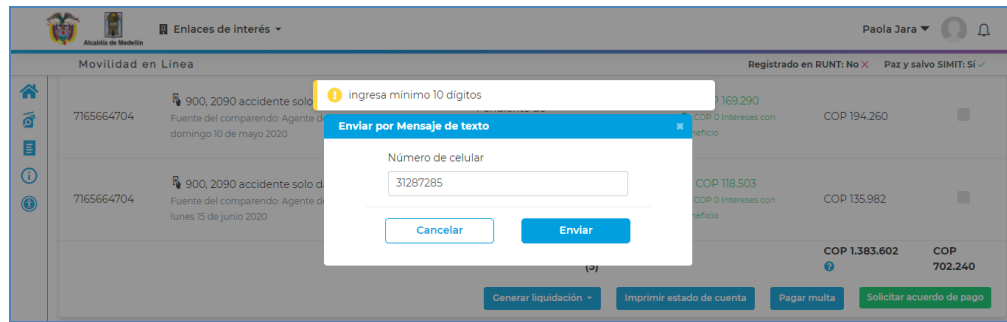 Alcaldía de Medellín
Enlaces de interés
Paola Jara
Movilidad en Línea
Registrado en RUNT: No Paz y salvo SIMIT: Sí
ingresa mínimo 10 dígitos
7165664704
900, 2090 accidente solo
Fuente del comparendo: Agente de
domingo 10 de mayo 2020
169.290
COP 0 Intereses con
COP 194.260
Enviar por Mensaje de texto
Número de celular
31287285
Cancelar
Enviar
7165664704
900, 2090 accidente solo d
Fuente del comparendo: Agente d
lunes 15 de junio 2020
COP 118.503
COP 0 Intereses con
COP 135.982
(5)
COP 1.383.602
COP
702.240
Generar liquidación
Imprimir estado de cuenta
Pagar multa
Solicitar acuerdo de pago